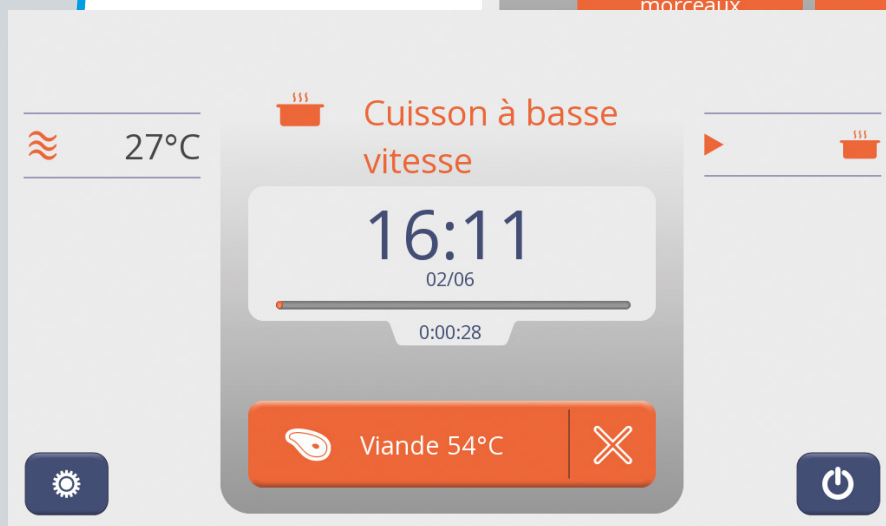 morceaux
Cuisson à basse
vitesse
27°C
16:11
02/06
0:00:28
Viande 54°C